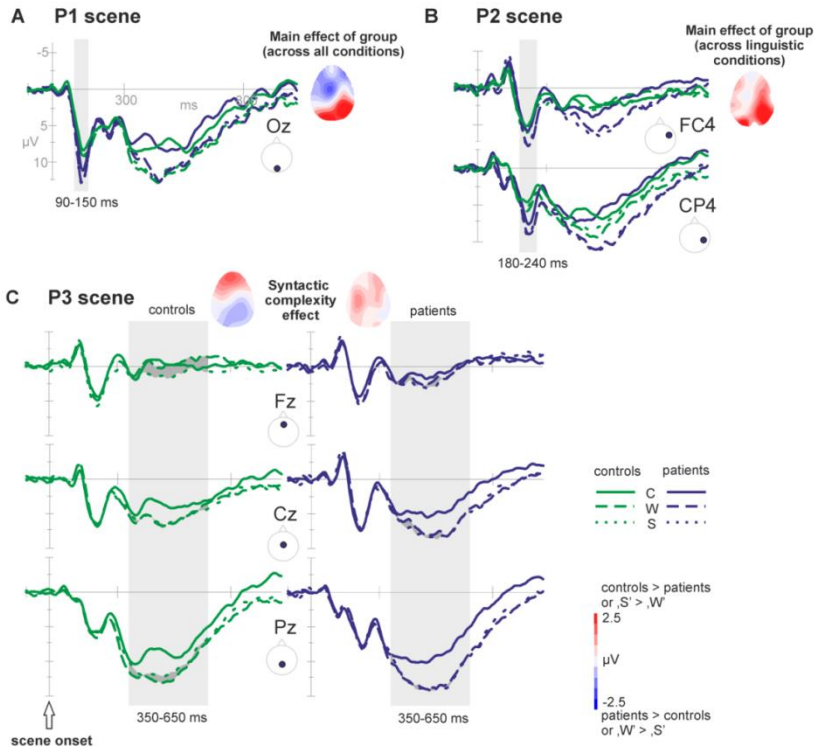 A P1 scene
Main effect of group
(across all conditions)
-5
300
ms
5
µV
10
Oz
90-150 ms
B P2 scene
Main effect of group
(across linguistic
conditions)
FC4
CP4
180-240 ms
C P3 scene
controls
Syntactic
complexity
effect
patients
Fz
Cz
Pz
350-650 ms
350-650 ms
scene onset
controls patients
C
W
S
controls > patients
or ‚S' > ‚W'
2.5
µV
-2.5
patients > controls
or ‚W' > ‚S'